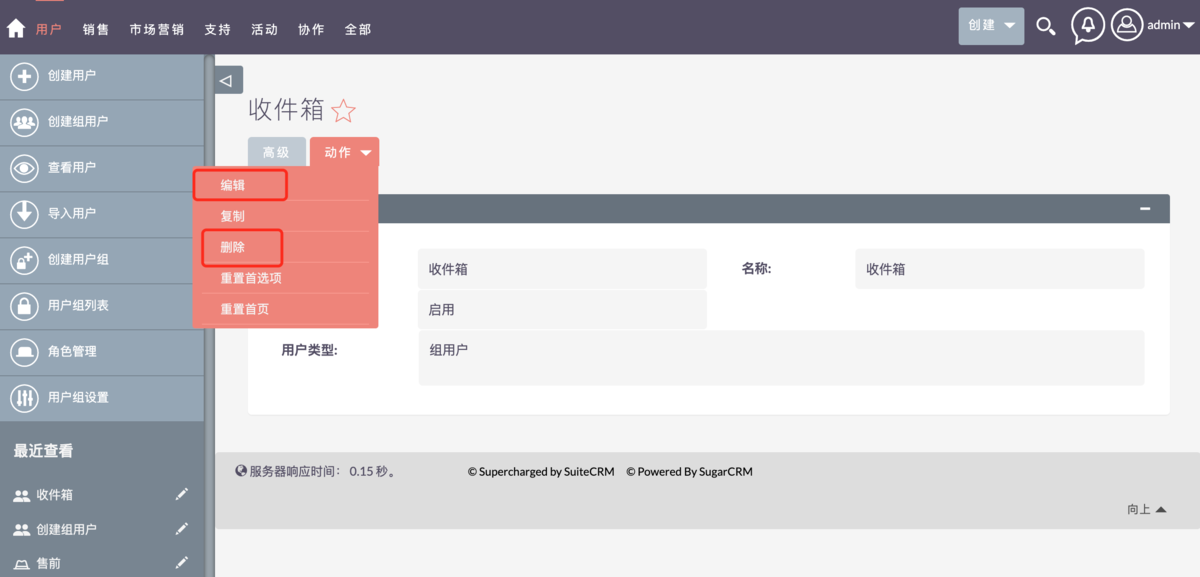 用户 销售 市场营销 支持 活动 协作 全部 创建 admin
创建用户
创建组用户
查看用户
导入用户
创建用户组
用户组列表
角色管理
用户组设置
最近查看
收件箱
创建组用户
售前
收件箱
高级 动作
编辑
复制
删除
重置首选项
重置首页
收件箱 名称: 收件箱
启用
用户类型: 组用户
服务器响应时间： 0.15 秒。 © Supercharged by SuiteCRM © Powered By SugarCRM
向上